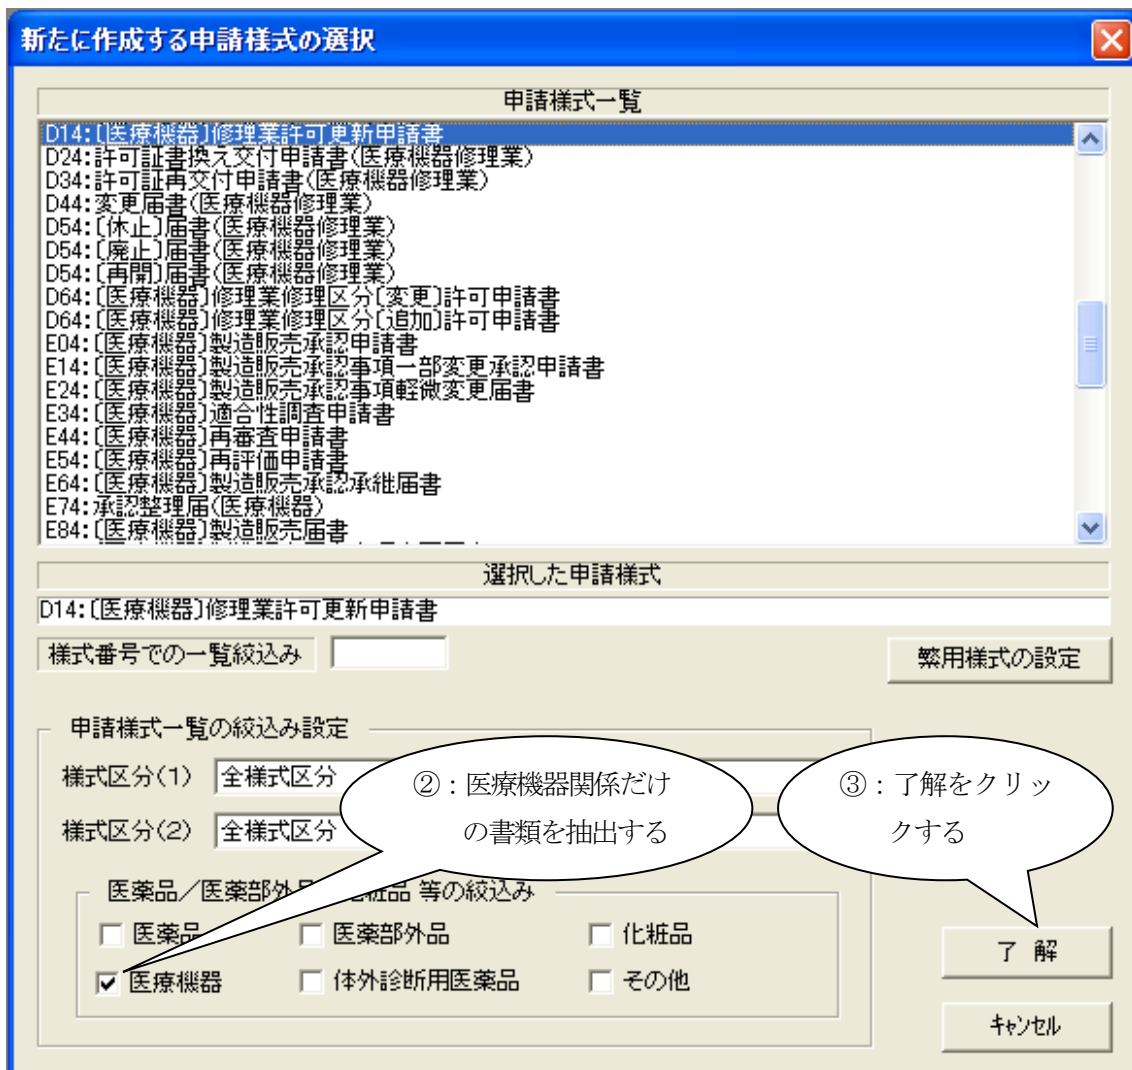 新たに作成する申請様式の選択
申請様式一覧
D14:〔医療機器〕修理業許可更新申請書
D24:許可証書換え交付申請書(医療機器修理業)
D34:許可証再交付申請書(医療機器修理業)
D44:変更届書(医療機器修理業)
D54:〔休止〕届書(医療機器修理業)
D54:〔廃止〕届書(医療機器修理業)
D54:〔再開〕届書(医療機器修理業)
D64:〔医療機器〕修理業修理区分〔変更〕許可申請書
D64:〔医療機器〕修理業修理区分〔追加〕許可申請書
E04:〔医療機器〕製造販売承認申請書
E14:〔医療機器〕製造販売承認事項一部変更承認申請書
E24:〔医療機器〕製造販売承認事項軽微変更届書
E34:〔医療機器〕適合性調査申請書
E44:〔医療機器〕再審査申請書
E54:〔医療機器〕再評価申請書
E64:〔医療機器〕製造販売承認承継届書
E74:承認整理届(医療機器)
E84:〔医療機器〕製造販売届書
選択した申請様式
D14:〔医療機器〕修理業許可更新申請書
様式番号での一覧絞込み
繁用様式の設定
申請様式一覧の絞込み設定
様式区分(1) 全様式区分
様式区分(2) 全様式区分
②：医療機器関係だけ
の書類を抽出する
③：了解をクリッ
クする
医薬品／医薬部外品 化粧品 等の絞込み
医薬品 医薬部外品 化粧品
医療機器 体外診断用医薬品 その他
了 解
ｷｬﾝｾﾙ